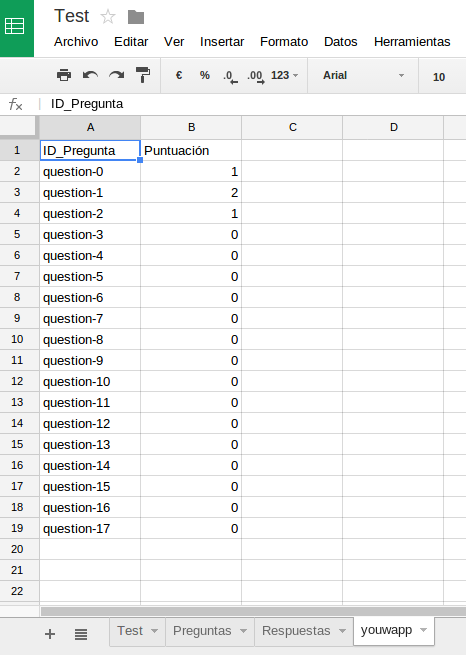 Test
Archivo Editar Ver Insertar Formato Datos Herramientas
€ % .0 .00 123 Arial 10
fx ID_Pregunta
A B C D
1 ID_Pregunta Puntuación
2 question-0 1
3 question-1 2
4 question-2 1
5 question-3 0
6 question-4 0
7 question-5 0
8 question-6 0
9 question-7 0
10 question-8 0
11 question-9 0
12 question-10 0
13 question-11 0
14 question-12 0
15 question-13 0
16 question-14 0
17 question-15 0
18 question-16 0
19 question-17 0
20
21
22
+ Test Preguntas Respuestas youwapp